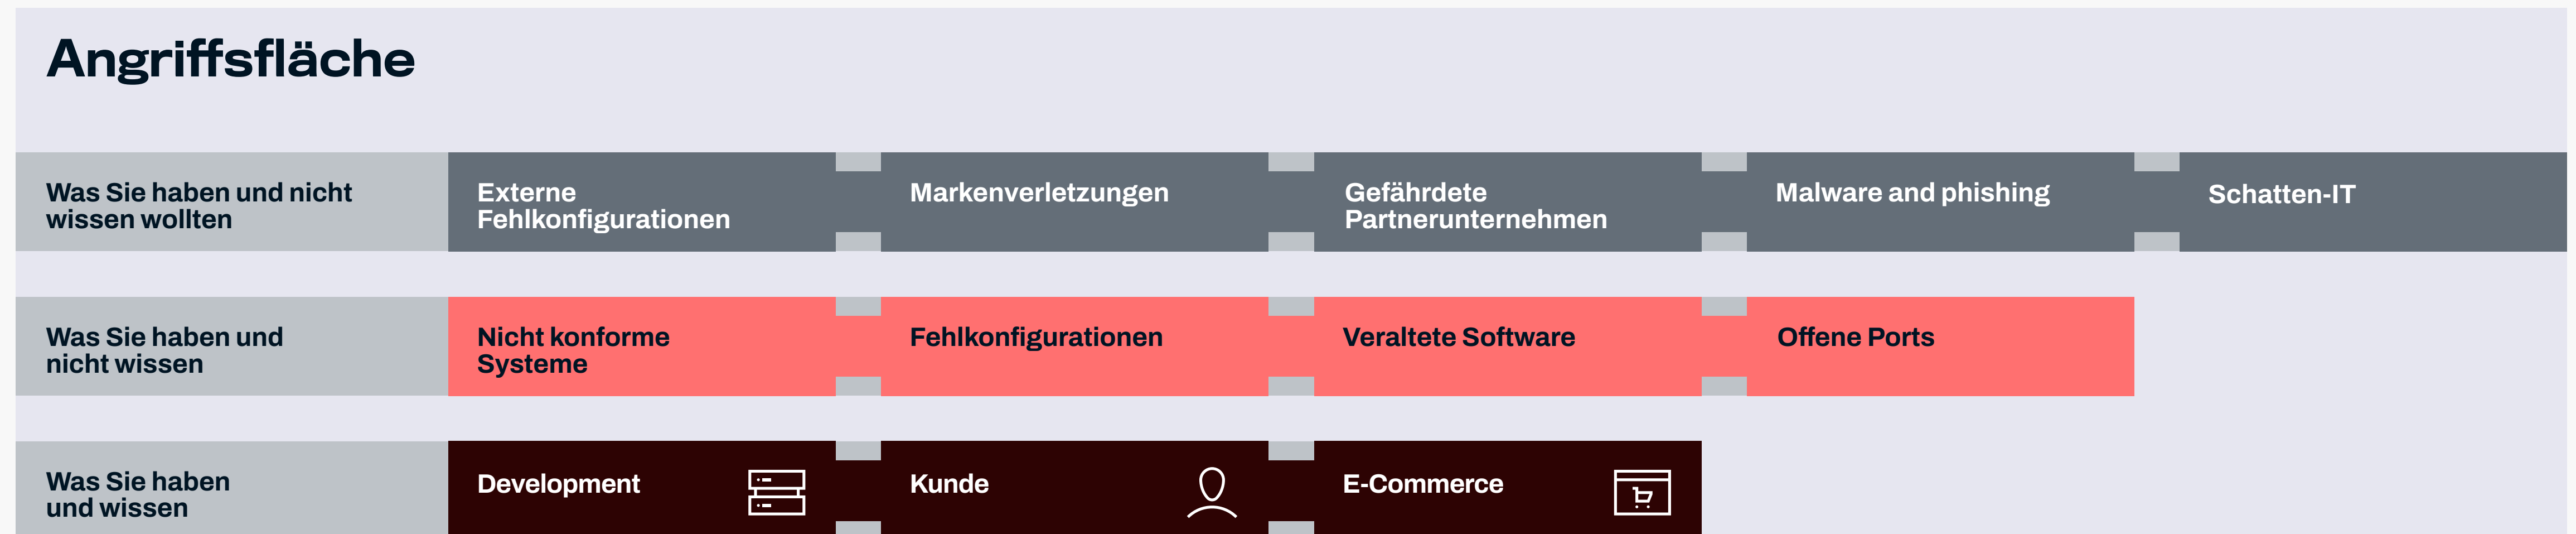 Angriffsfläche
Was Sie haben und nicht
wissen wollten
Externe
Fehlkonfigurationen
Markenverletzungen
Gefährdete
Partnerunternehmen
Malware and phishing
Schatten-IT
Was Sie haben und
nicht wissen
Nicht konforme
Systeme
Fehlkonfigurationen
Veraltete Software
Offene Ports
Was Sie haben
und wissen
Development
Kunde
E-Commerce